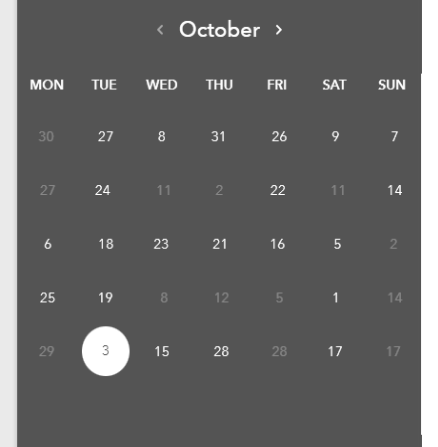 ‹ October ›
MON TUE WED THU FRI SAT SUN
30 27 8 31 26 9 7
27 24 11 2 22 11 14
6 18 23 21 16 5 2
25 19 8 12 5 1 14
29 3 15 28 28 17 17